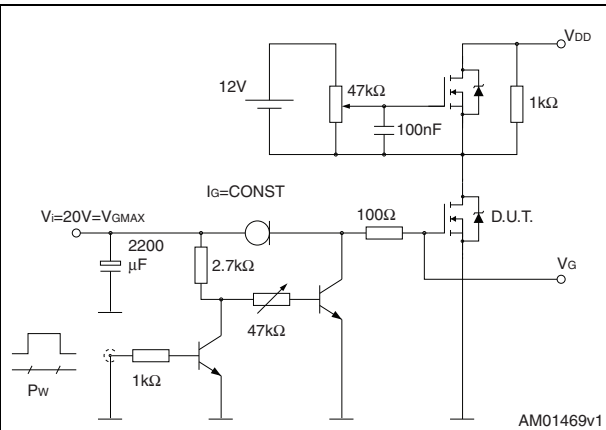 VDD
12V
47kΩ
1kΩ
100nF
IG=CONST
Vi=20V=VGMAX
100Ω
D.U.T.
2200
μF
2.7kΩ
VG
47kΩ
1kΩ
PW
AM01469v1